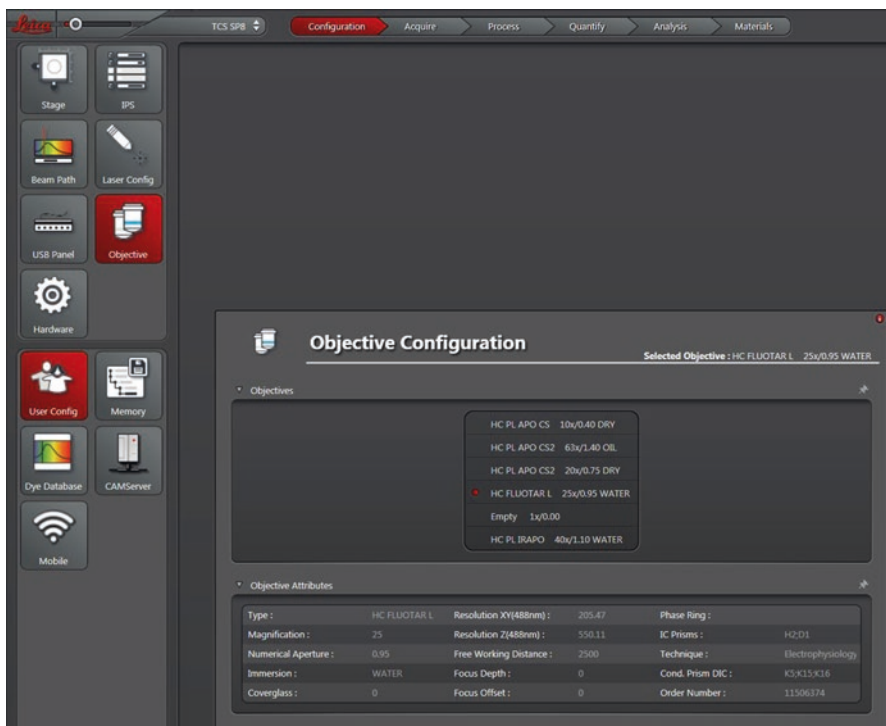 Leica
TCS SP8
Configuration Acquire Process Quantify Analysis Materials
Stage IPS
Beam Path Laser Config
USB Panel Objective
Hardware
User Config Memory
Dye Database CAMServer
Mobile
Objective Configuration
Selected Objective : HC FLUOTAR L 25x/0.95 WATER
Objectives
HC PL APO CS 10x/0.40 DRY
HC PL APO CS2 63x/1.40 OIL
HC PL APO CS2 20x/0.75 DRY
HC FLUOTAR L 25x/0.95 WATER
Empty 1x/0.00
HC PL IRAPO 40x/1.10 WATER
Objective Attributes
Type : HC FLUOTAR L Resolution XY(488nm) : 205.47 Phase Ring :
Magnification : 25 Resolution Z(488nm) : 550.11 IC Prisms : H2;D1
Numerical Aperture : 0.95 Free Working Distance : 2500 Technique : Electrophysiology
Immersion : WATER Focus Depth : 0 Cond. Prism DIC : K5;K15;K16
Coverglass : 0 Focus Offset : 0 Order Number : 11506374